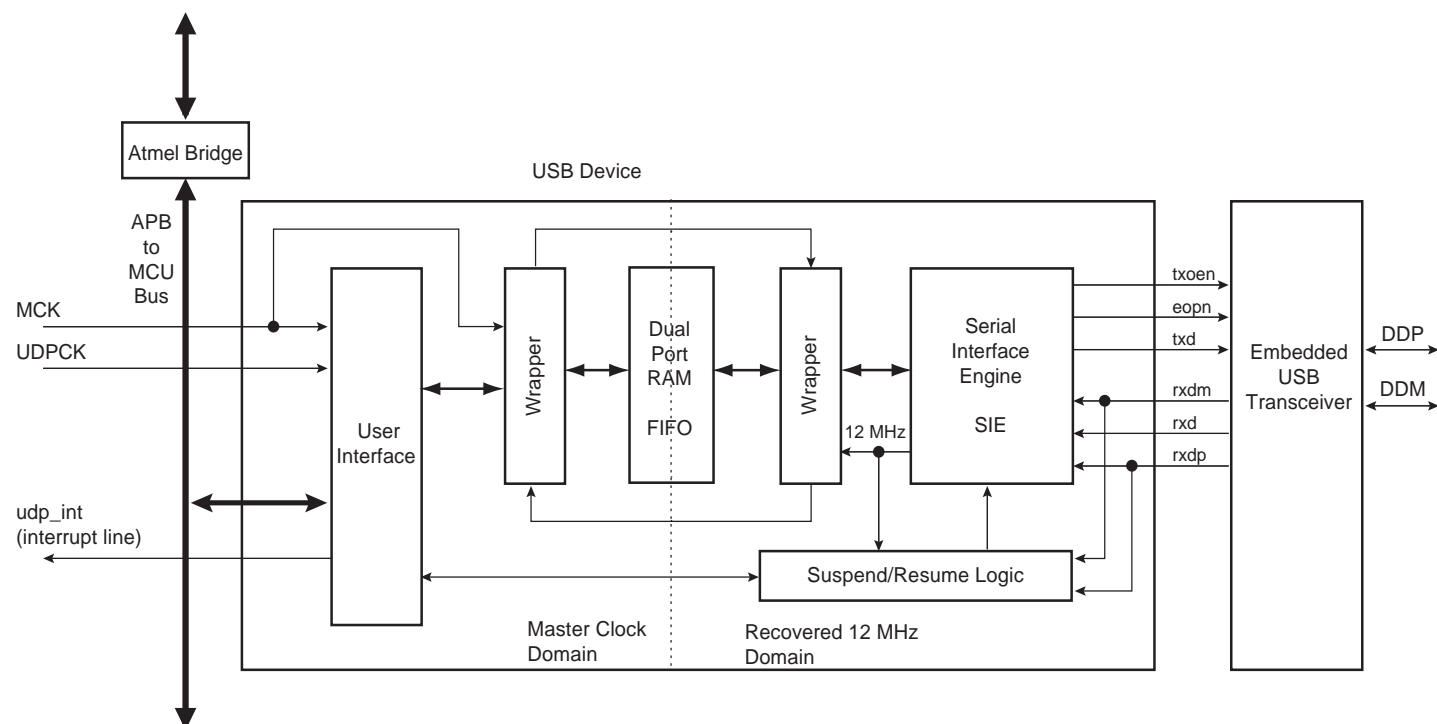 Atmel Bridge
USB Device
APB
to
MCU
Bus
MCK
UDPCK
udp_int
(interrupt line)
User
Interface
Wrapper
Dual
Port
RAM
FIFO
Wrapper
12 MHz
Serial
Interface
Engine
SIE
Suspend/Resume Logic
Master Clock
Domain
Recovered 12 MHz
Domain
txoen
eopn
txd
rxdm
rxd
rxdp
Embedded
USB
Transceiver
DDP
DDM